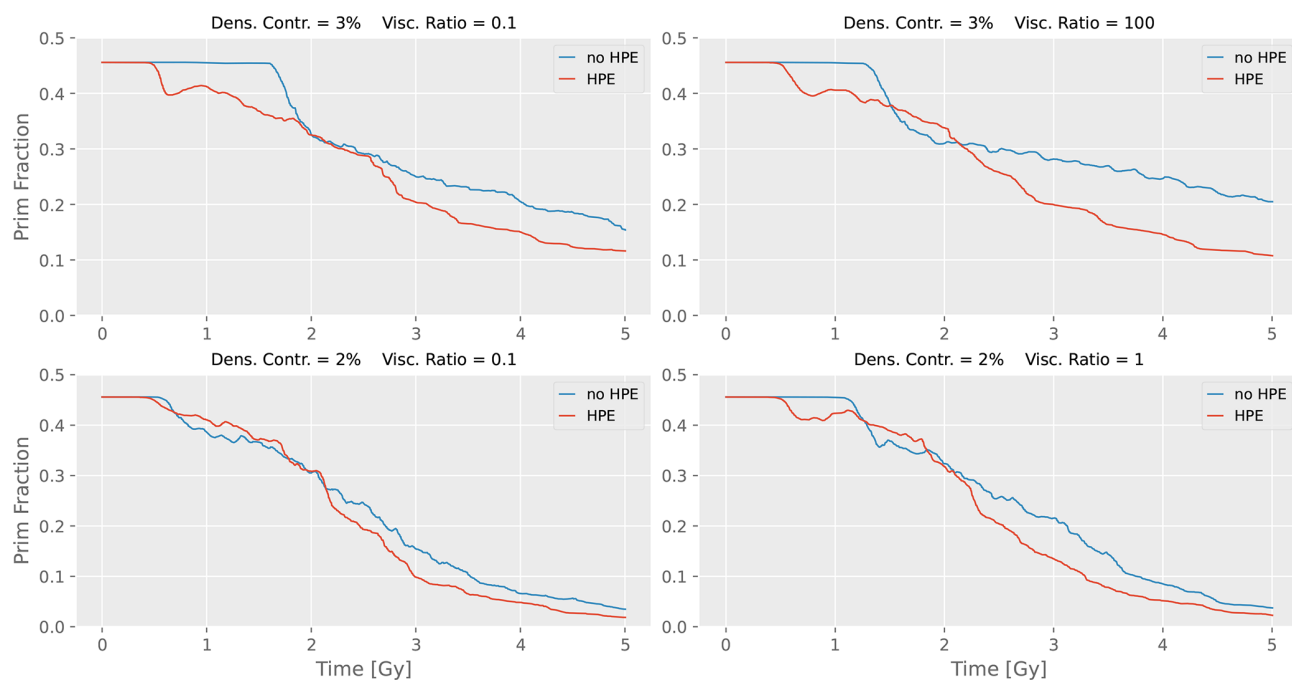 Dens. Contr. = 3%    Visc. Ratio = 0.1
0.5
0.4
0.3
0.2
0.1
0.0
Prim Fraction
no HPE
HPE
0 1 2 3 4 5
Dens. Contr. = 3%    Visc. Ratio = 100
0.5
0.4
0.3
0.2
0.1
0.0
no HPE
HPE
0 1 2 3 4 5
Dens. Contr. = 2%    Visc. Ratio = 0.1
0.5
0.4
0.3
0.2
0.1
0.0
Prim Fraction
no HPE
HPE
0 1 2 3 4 5
Time [Gy]
Dens. Contr. = 2%    Visc. Ratio = 1
0.5
0.4
0.3
0.2
0.1
0.0
no HPE
HPE
0 1 2 3 4 5
Time [Gy]